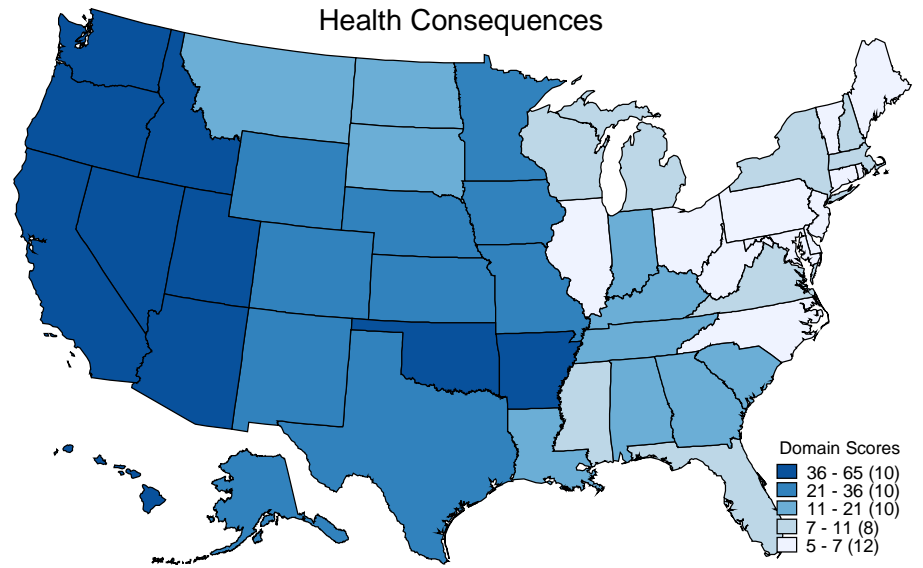 Health Consequences
Domain Scores
36 - 65 (10)
21 - 36 (10)
11 - 21 (10)
7 - 11 (8)
5 - 7 (12)